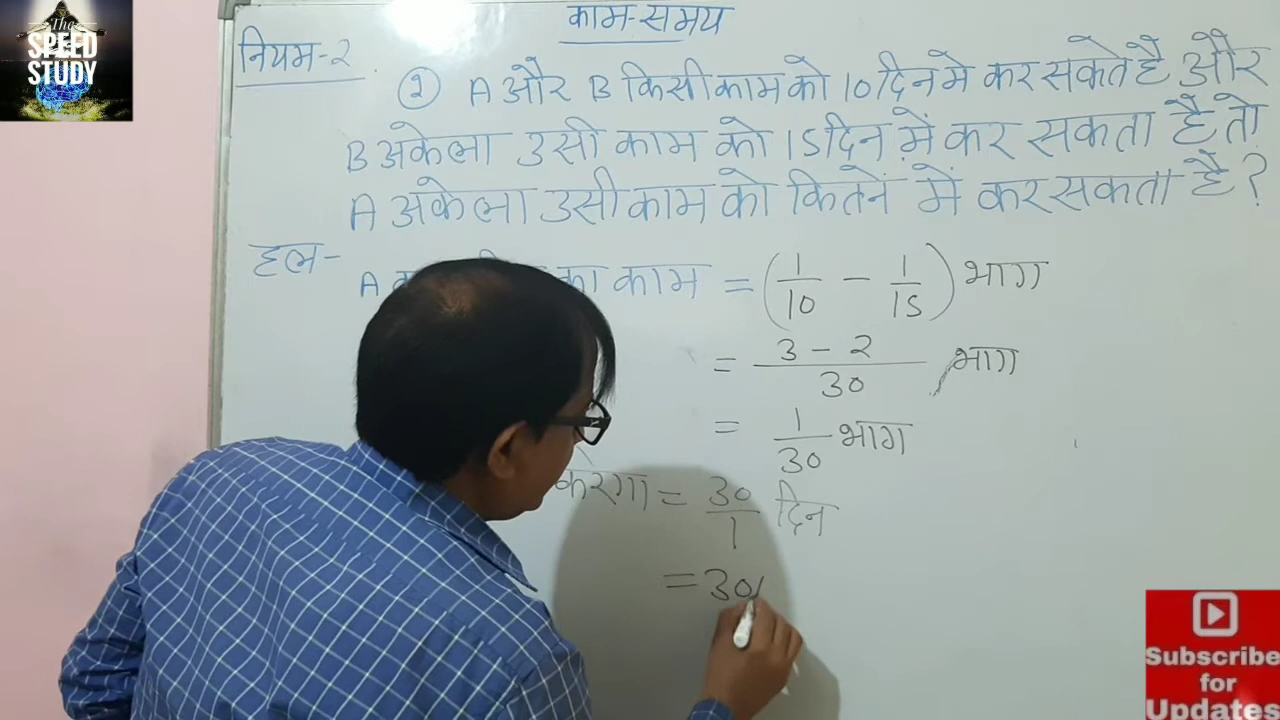 The
SPEED
STUDY
काम-समय
नियम-२
② A और B किसी काम को 10 दिन मे कर सकते है और
B अकेला उसी काम को 15 दिन में कर सकता है तो
A अकेला उसी काम को कितने में कर सकता है?
हल-
A का काम = (1/10 - 1/15) भाग
= 3-2/30 भाग
= 1/30 भाग
करेगा = 30/1 दिन
= 30
Subscribe
for
Updates